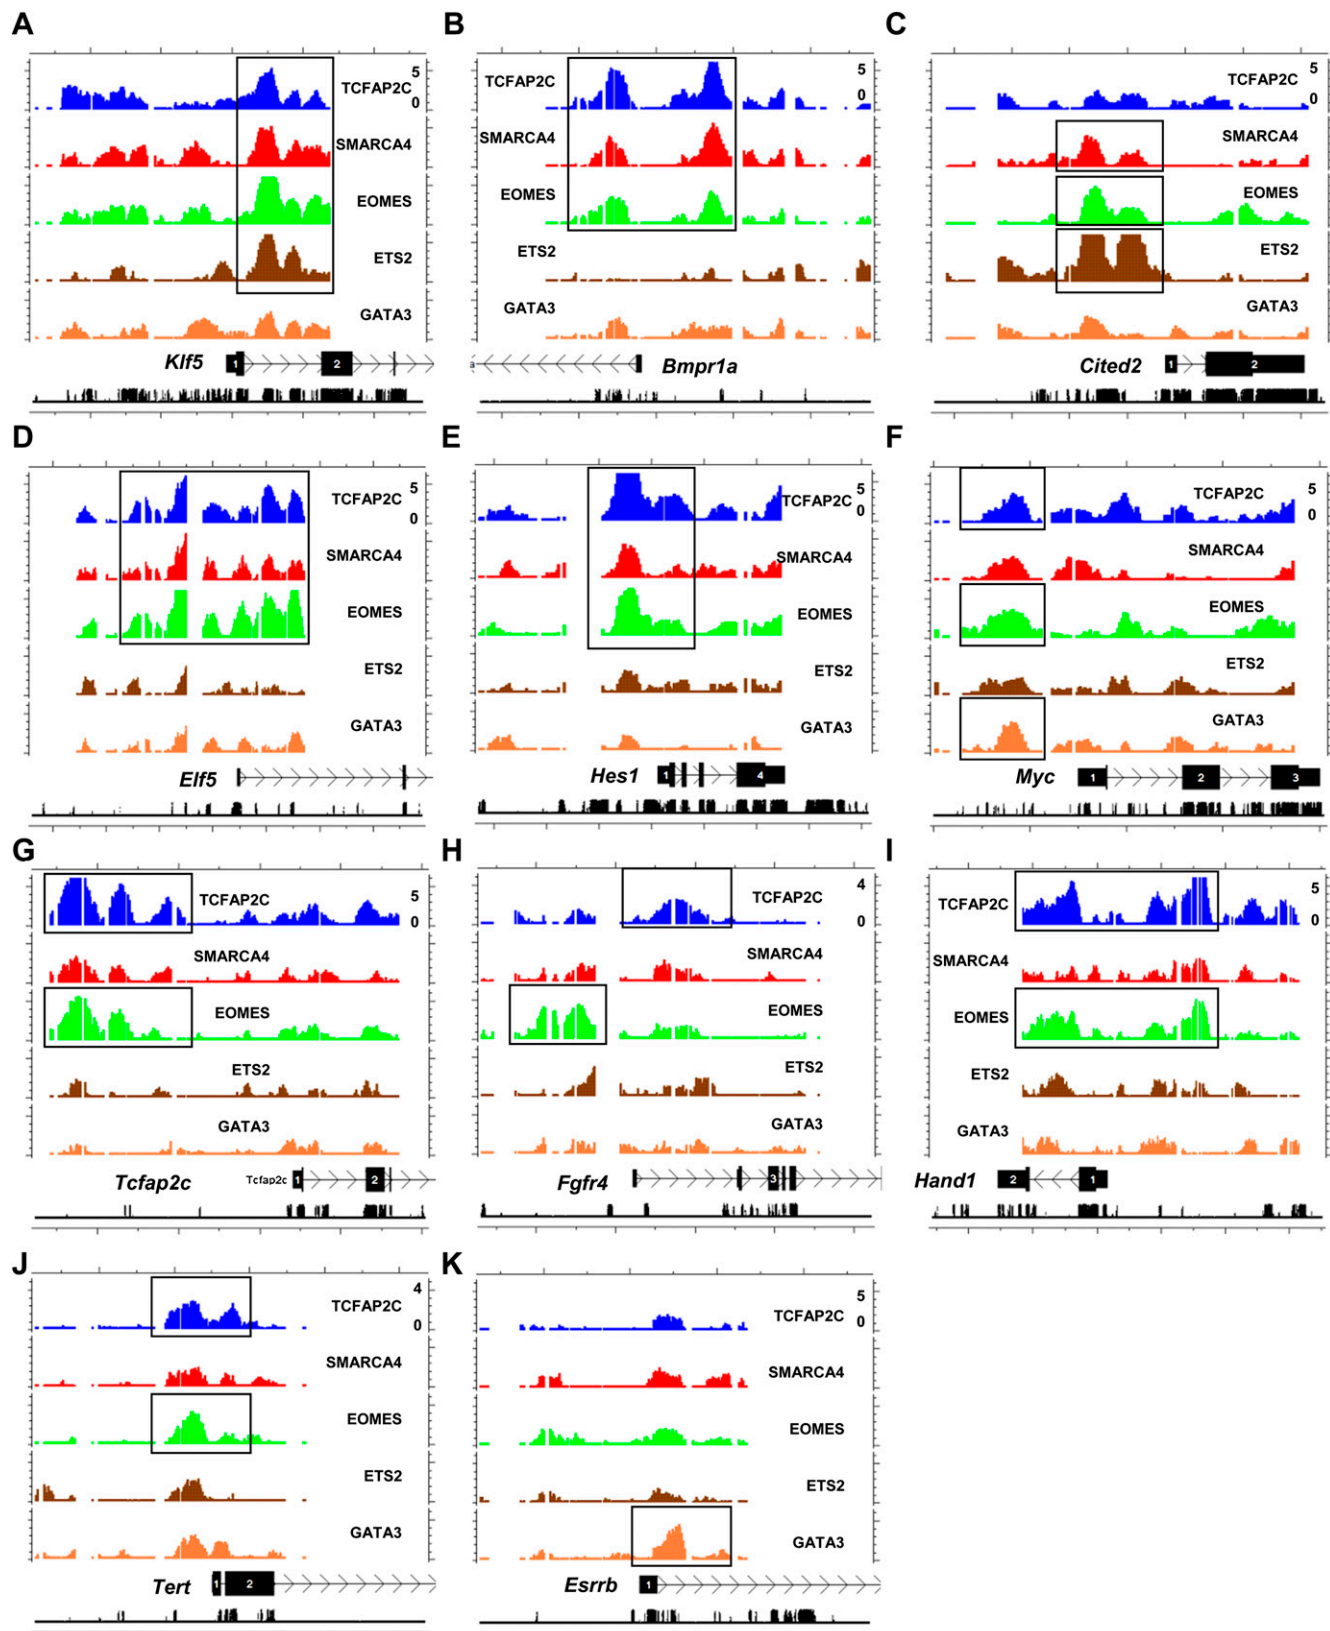 A
5
TCFAP2C
0
SMARCA4
EOMES
ETS2
GATA3
Klf5
1
2
B
TCFAP2C
5
0
SMARCA4
EOMES
ETS2
GATA3
Bmpr1a
C
TCFAP2C
5
0
SMARCA4
EOMES
ETS2
GATA3
Cited2
1
2
D
TCFAP2C
5
0
SMARCA4
EOMES
ETS2
GATA3
Elf5
E
5
TCFAP2C
0
SMARCA4
EOMES
ETS2
GATA3
Hes1
1
4
F
TCFAP2C
5
0
SMARCA4
EOMES
ETS2
GATA3
Myc
1
2
3
G
TCFAP2C
5
0
SMARCA4
EOMES
ETS2
GATA3
Tcfap2c
Tcfap2c
1
2
H
4
TCFAP2C
0
SMARCA4
EOMES
ETS2
GATA3
Fgfr4
3
I
TCFAP2C
5
0
SMARCA4
EOMES
ETS2
GATA3
Hand1
2
1
J
4
TCFAP2C
0
SMARCA4
EOMES
ETS2
GATA3
Tert
1
2
K
5
TCFAP2C
0
SMARCA4
EOMES
ETS2
GATA3
Esrrb
1